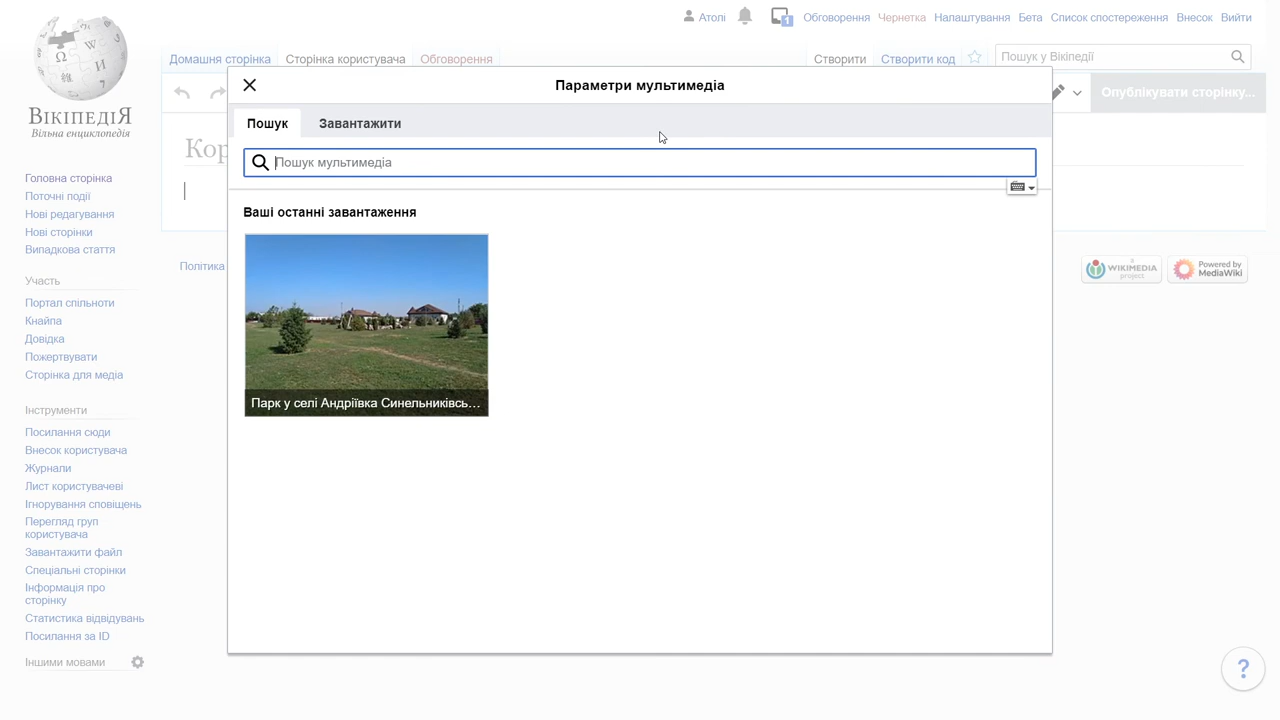 Атолі 1 Обговорення Чернетка Налаштування Бета Список спостереження Внесок Вийти
Домашня сторінка Сторінка користувача Обговорення Створити Створити код Пошук у Вікіпедії
ВІКІПЕДІЯ
Вільна енциклопедія
Параметри мультимедіа
Опублікувати сторінку...
Пошук Завантажити
Кор
Пошук мультимедіа
Ваші останні завантаження
Парк у селі Андріївка Синельниківсь...
Головна сторінка
Поточні події
Нові редагування
Нові сторінки
Випадкова стаття
Участь
Портал спільноти
Кнайпа
Довідка
Пожертвувати
Сторінка для медіа
Інструменти
Посилання сюди
Внесок користувача
Журнали
Лист користувачеві
Ігнорування сповіщень
Перегляд груп
користувача
Завантажити файл
Спеціальні сторінки
Інформація про
сторінку
Статистика відвідувань
Посилання за ID
Іншими мовами
Політика
WIKIMEDIA
project
Powered by
MediaWiki
?